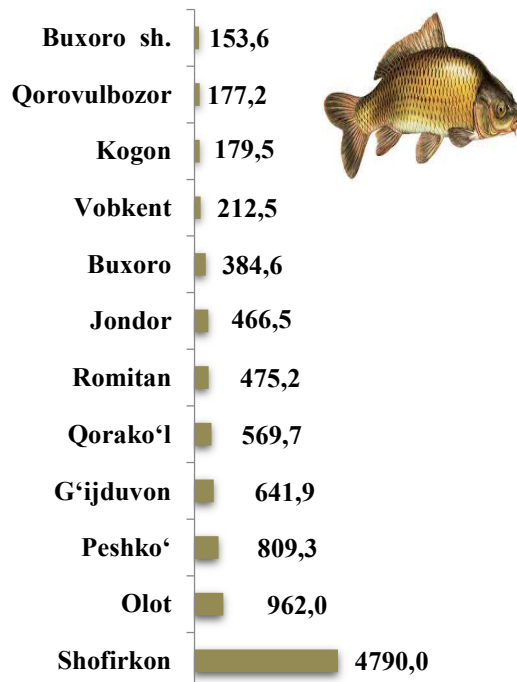 Buxoro sh. 153,6
Qorovulbozor 177,2
Kogon 179,5
Vobkent 212,5
Buxoro 384,6
Jondor 466,5
Romitan 475,2
Qorako‘l 569,7
G‘ijduvon 641,9
Peshko‘ 809,3
Olot 962,0
Shofirkon 4790,0